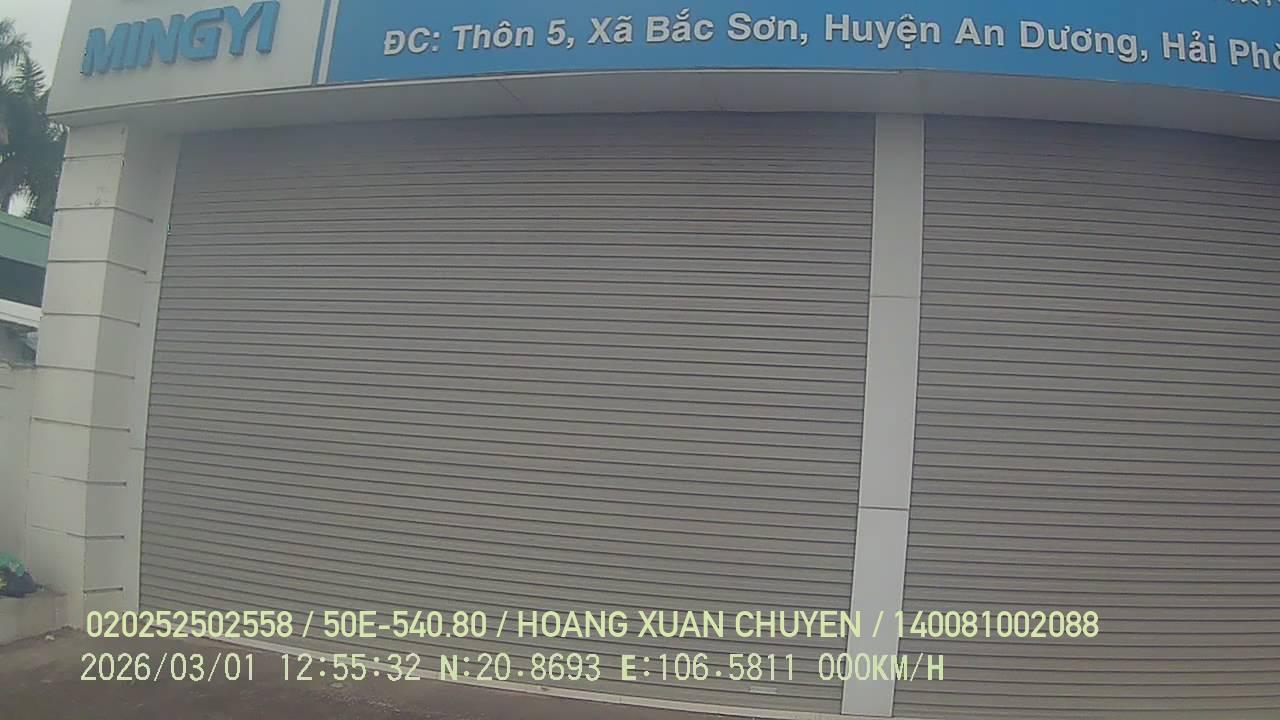 MINGYI
ĐC: Thôn 5, Xã Bắc Sơn, Huyện An Dương, Hải
020252502558 / 50E-540.80 / HOANG XUAN CHUYEN / 140081002088
2026/03/01 12:55:32 N:20.8693 E:106.5811 000KM/H